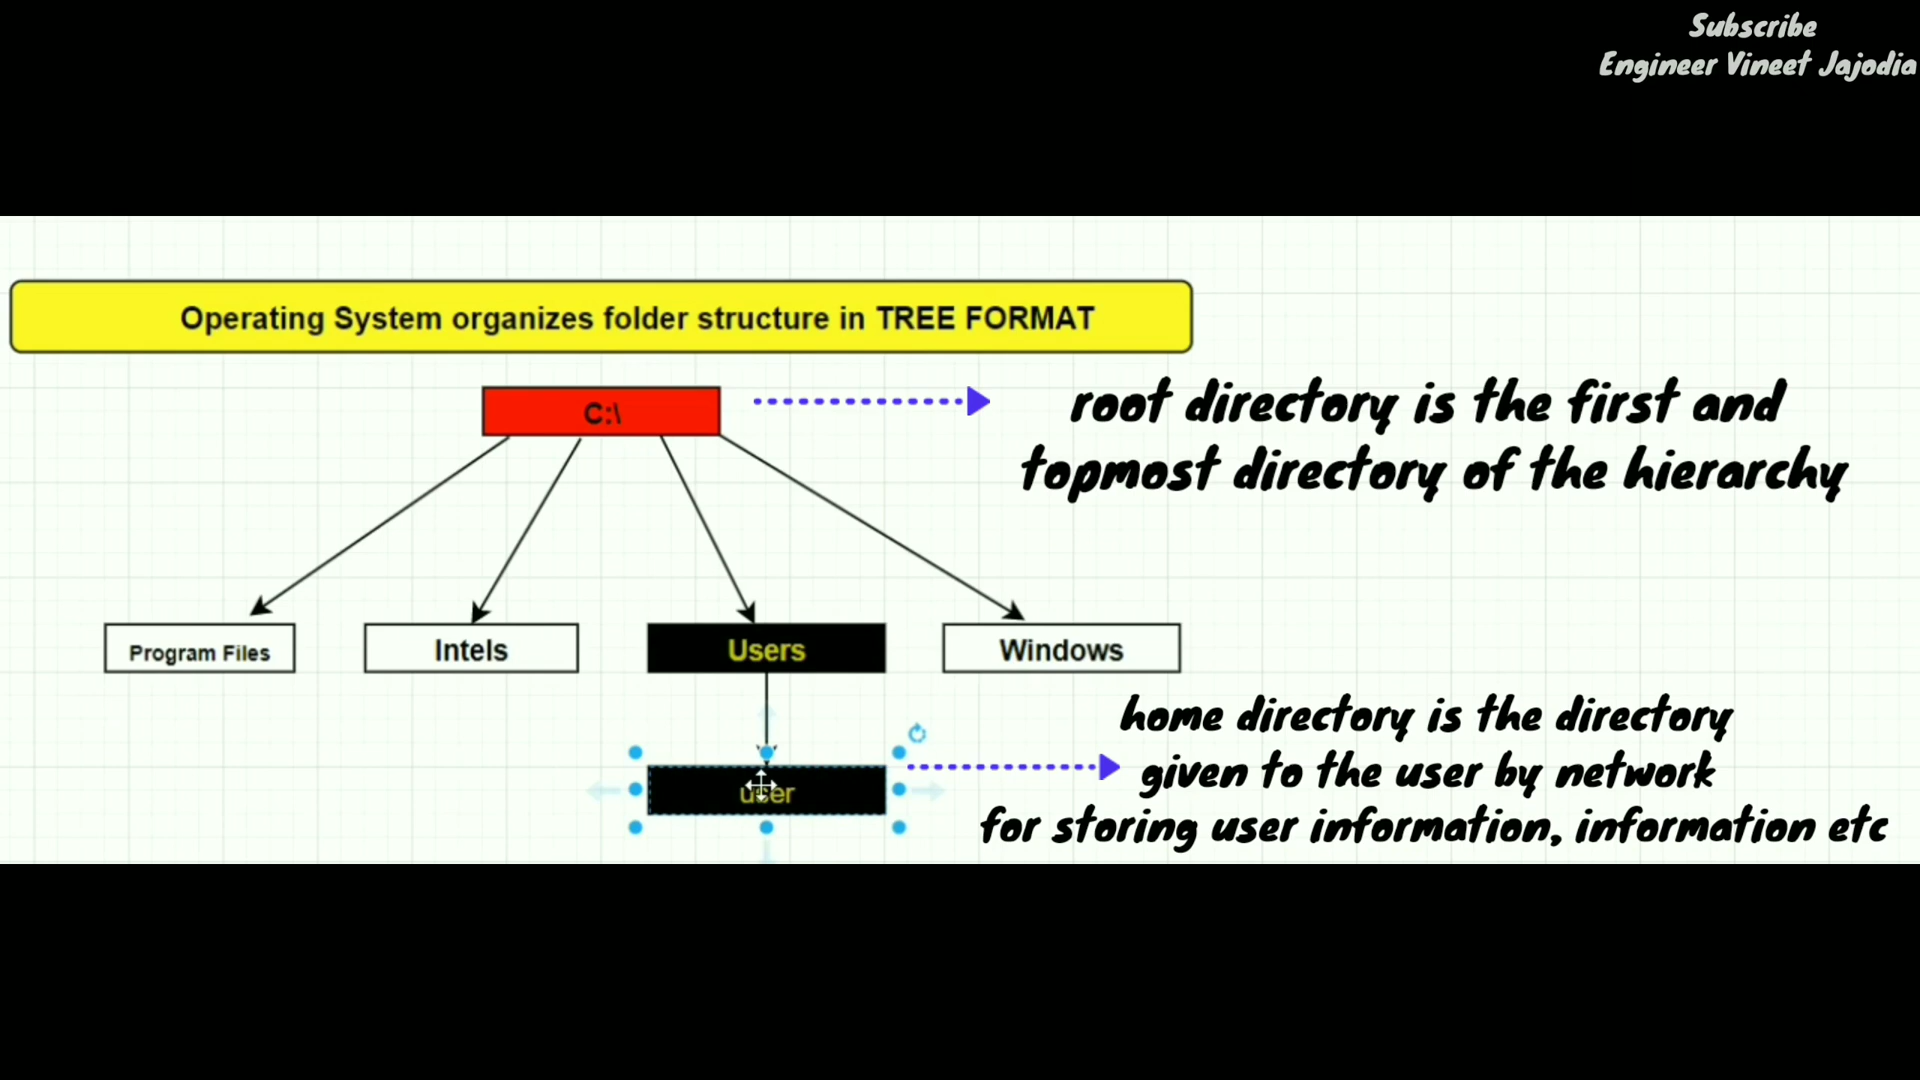 Subscribe
Engineer Vineet Jajodia
Operating System organizes folder structure in TREE FORMAT
C:\
root directory is the first and
topmost directory of the hierarchy
Program Files
Intels
Users
Windows
home directory is the directory
given to the user by network
for storing user information, information etc
user